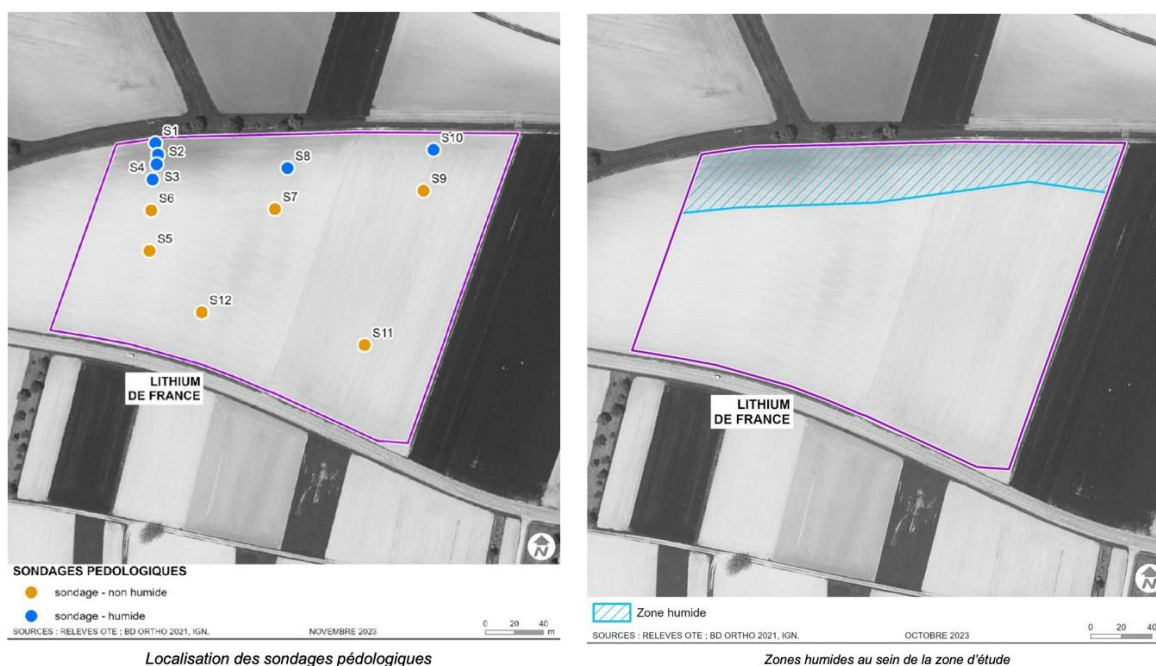 S1
S2
S4
S3
S6
S5
S8
S7
S10
S9
S12
S11
LITHIUM
DE FRANCE
N
SONDAGES PEDOLOGIQUES
sondage - non humide
sondage - humide
SOURCES : RELEVES OTE ; BD ORTHO 2021, IGN.
NOVEMBRE 2023
0 20 40
m
Localisation des sondages pédologiques
LITHIUM
DE FRANCE
N
Zone humide
SOURCES : RELEVES OTE ; BD ORTHO 2021, IGN.
OCTOBRE 2023
0 20 40
Zones humides au sein de la zone d'étude